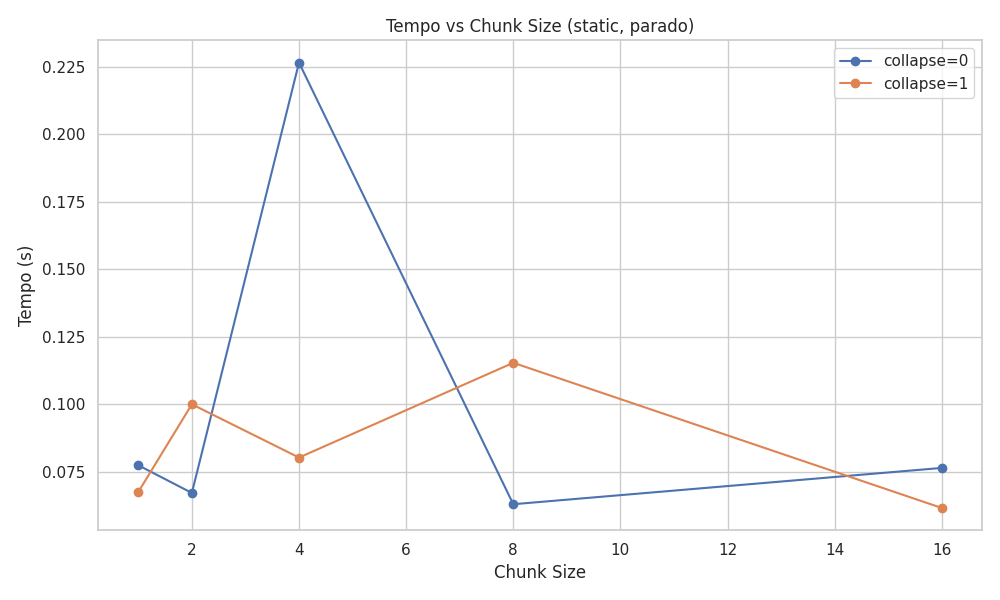 Tempo vs Chunk Size (static, parado)
collapse=0
collapse=1
Tempo (s)
0.225
0.200
0.175
0.150
0.125
0.100
0.075
2 4 6 8 10 12 14 16
Chunk Size